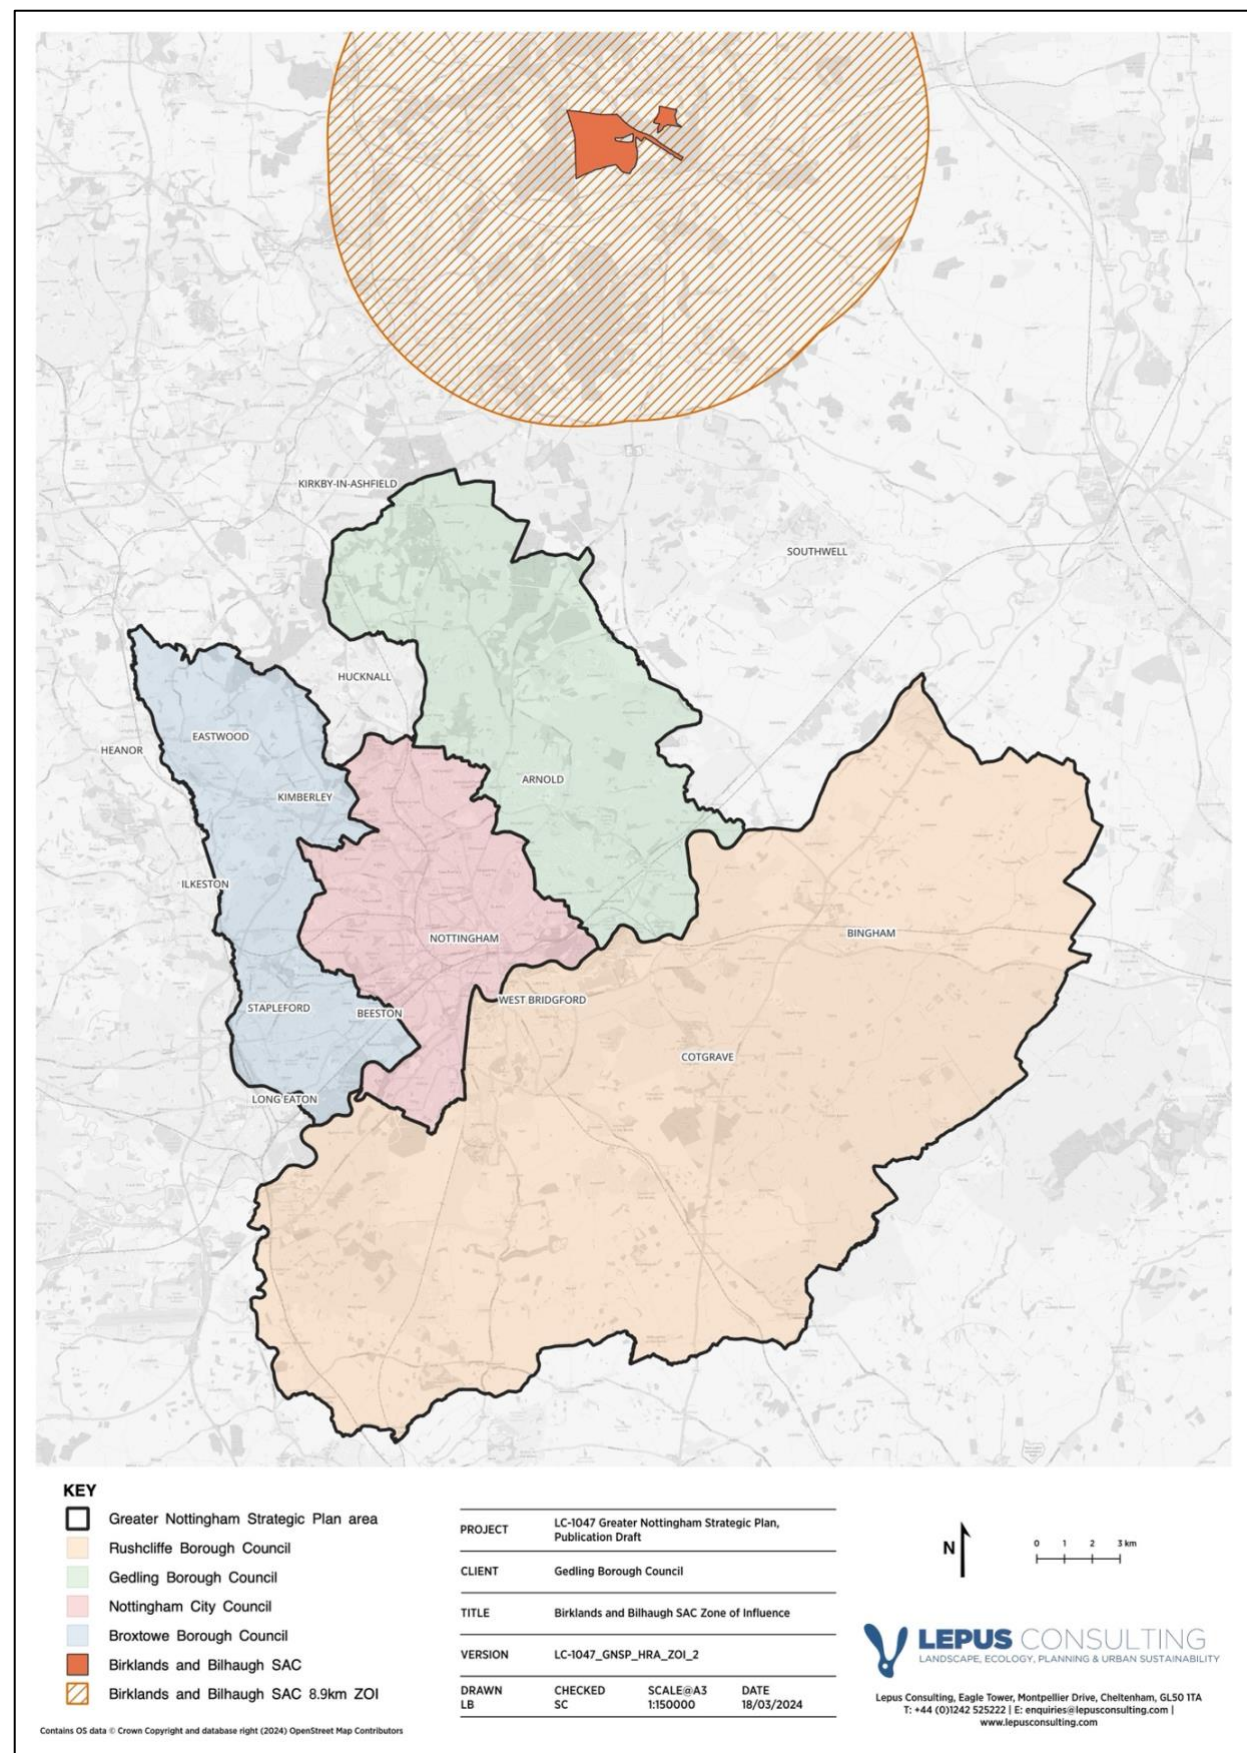 KIRKBY-IN-ASHFIELD
SOUTHWELL
HUCKNALL
EASTWOOD
HEANOR
ARNOLD
KIMBERLEY
ILKESTON
BINGHAM
NOTTINGHAM
WEST BRIDGFORD
STAPLEFORD
BEESTON
COTGRAVE
LONG EATON
KEY
Greater Nottingham Strategic Plan area
Rushcliffe Borough Council
Gedling Borough Council
Nottingham City Council
Broxtowe Borough Council
Birklands and Bilhaugh SAC
Birklands and Bilhaugh SAC 8.9km ZOI
Contains OS data © Crown Copyright and database right (2024) OpenStreet Map Contributors
PROJECT
LC-1047 Greater Nottingham Strategic Plan,
Publication Draft
CLIENT
Gedling Borough Council
TITLE
Birklands and Bilhaugh SAC Zone of Influence
VERSION
LC-1047_GNSP_HRA_ZOI_2
DRAWN CHECKED SCALE@A3 DATE
LB SC 1:150000 18/03/2024
N
0 1 2 3 km
LEPUS CONSULTING
LANDSCAPE, ECOLOGY, PLANNING & URBAN SUSTAINABILITY
Lepus Consulting, Eagle Tower, Montpellier Drive, Cheltenham, GL50 1TA
T: +44 (0)1242 525222 | E: enquiries@lepusconsulting.com |
www.lepusconsulting.com